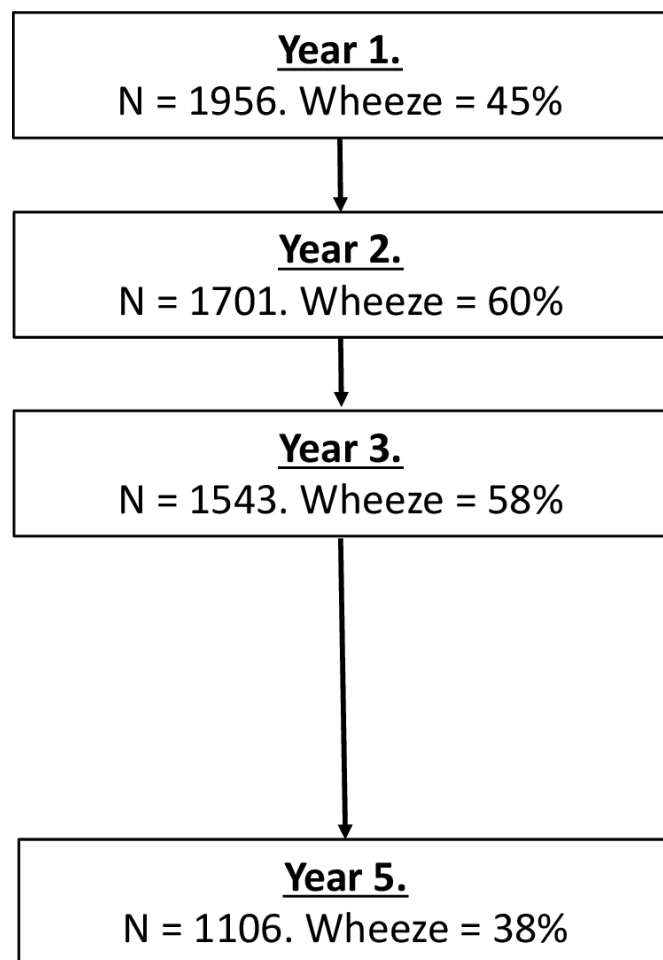 Year 1.
N = 1956. Wheeze = 45%
Year 2.
N = 1701. Wheeze = 60%
Year 3.
N = 1543. Wheeze = 58%
Year 5.
N = 1106. Wheeze = 38%